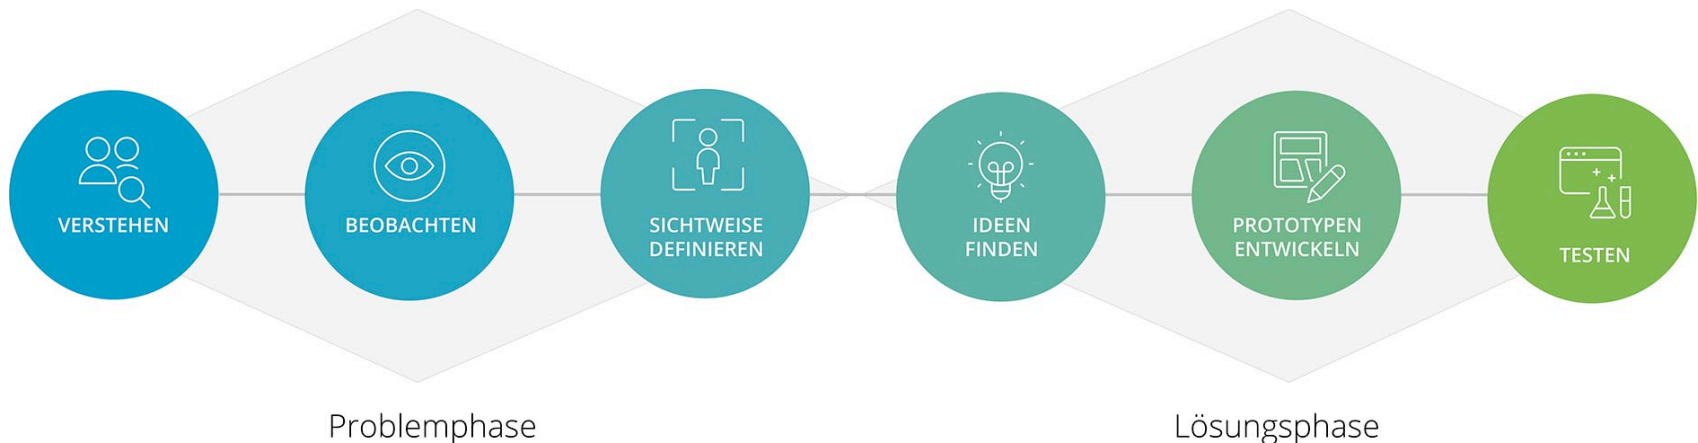 VERSTEHEN
BEOBACHTEN
SICHTWEISE
DEFINIEREN
IDEEN
FINDEN
PROTOTYPEN
ENTWICKELN
TESTEN
Problemphase
Lösungsphase